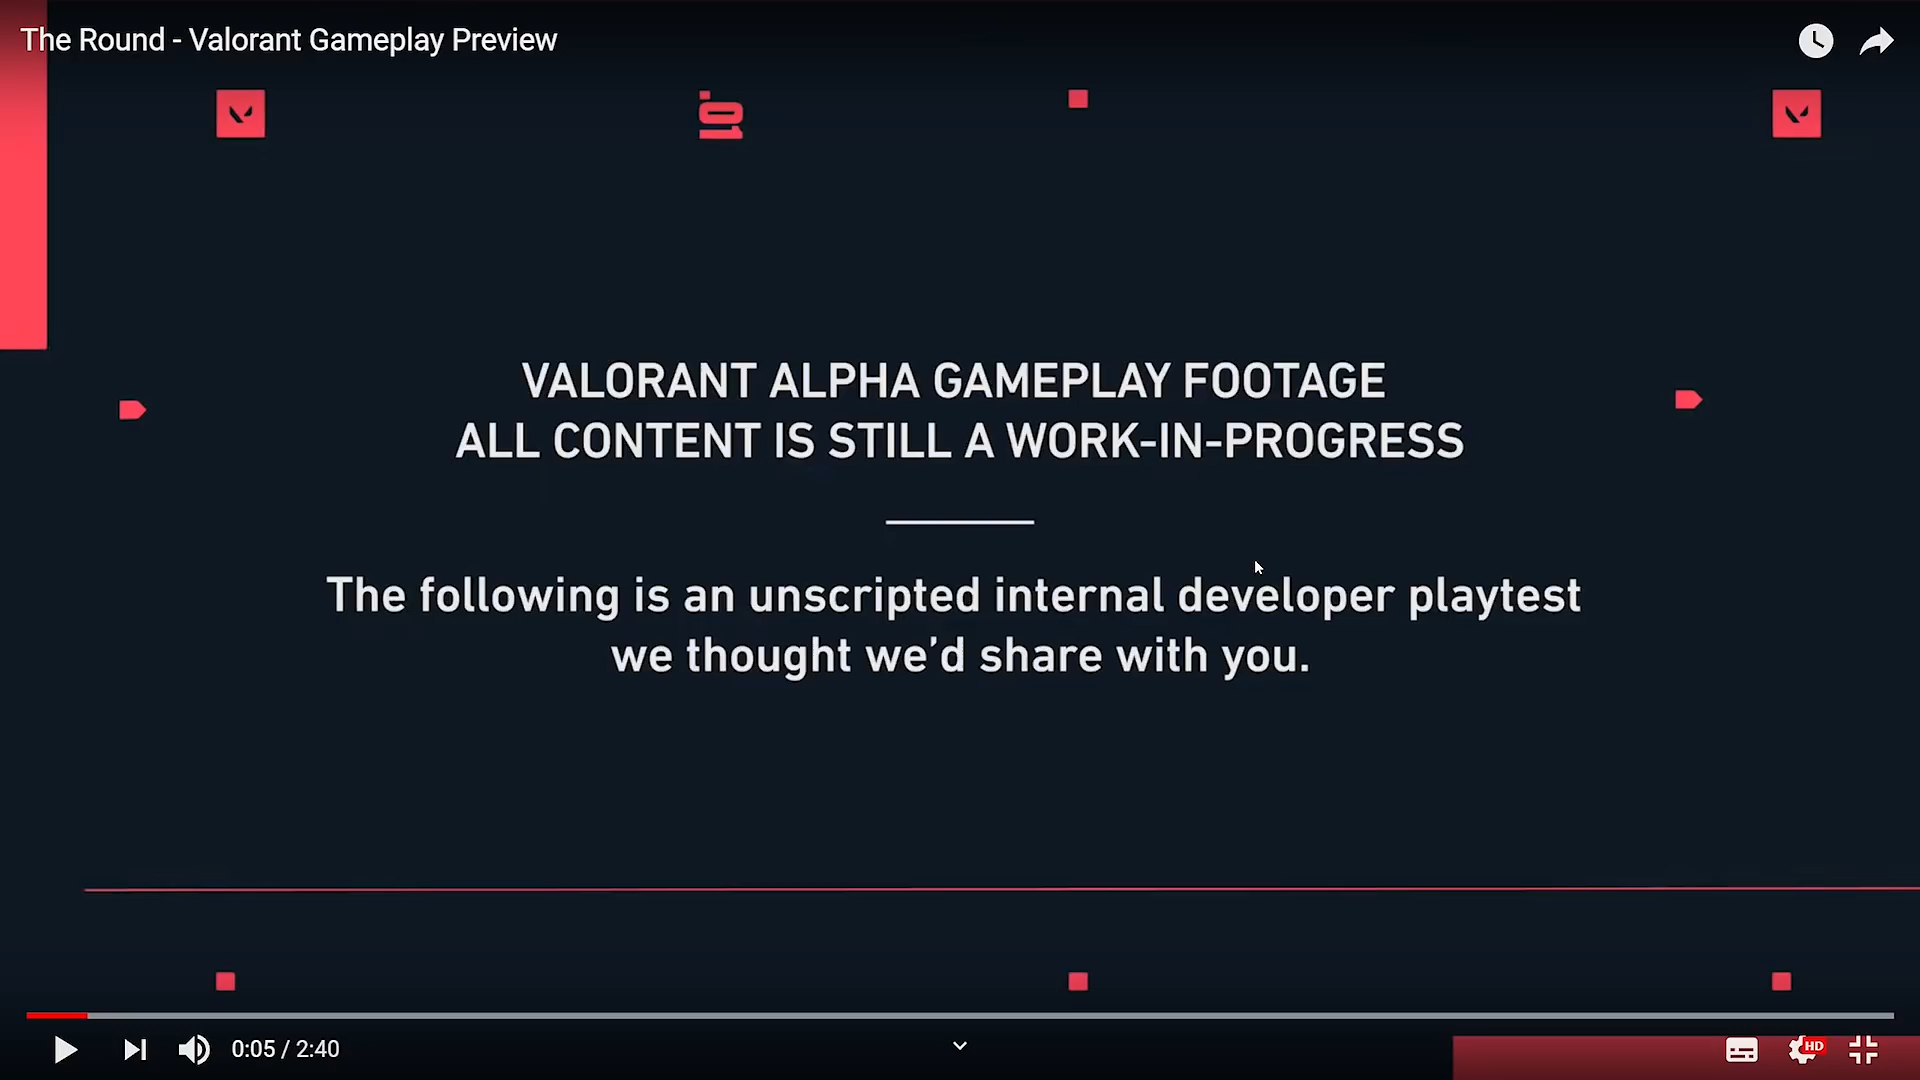 The Round - Valorant Gameplay Preview
.01
VALORANT ALPHA GAMEPLAY FOOTAGE
ALL CONTENT IS STILL A WORK-IN-PROGRESS
The following is an unscripted internal developer playtest
we thought we’d share with you.
0:05 / 2:40
HD